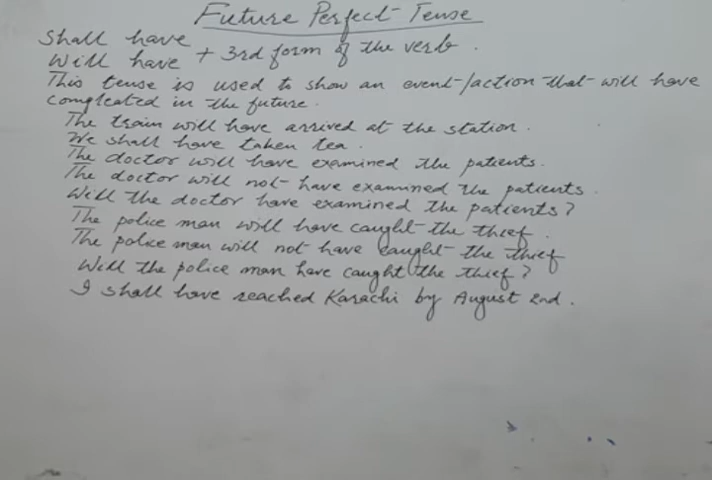 Future Perfect Tense
Shall have
Will have + 3rd form of the verb.
This tense is used to show an event/action that will have
compleated in the future.
The train will have arrived at the station.
We shall have taken tea.
The doctor will have examined the patients.
The doctor will not have examined the patients.
Will the doctor have examined the patients?
The police man will have caught the thief.
The police man will not have caught the thief
Will the police man have caught the thief?
I shall have reached Karachi by August 2nd.